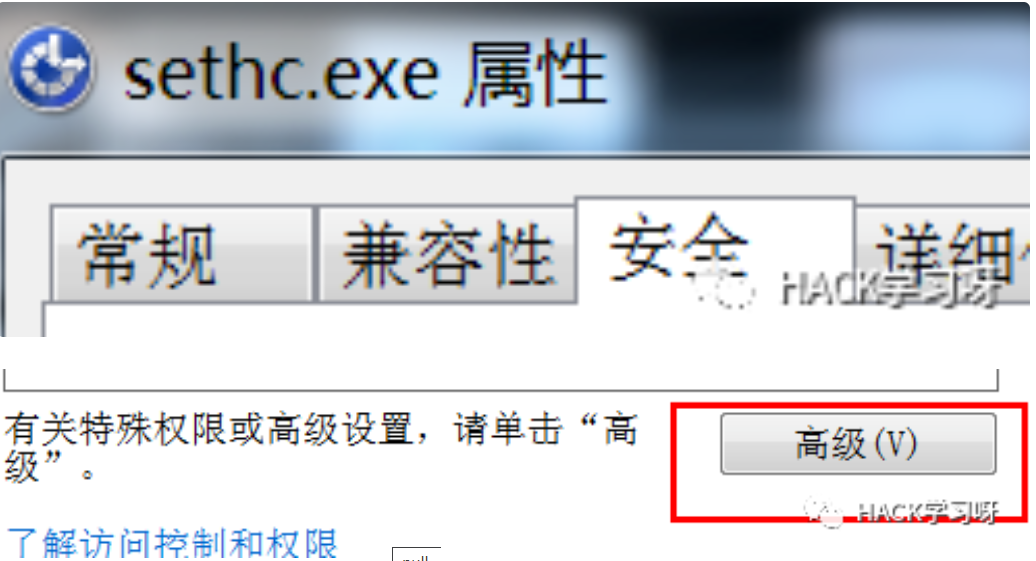 sethc.exe 属性
常规 兼容性 安全 详细
HACK学习呀
有关特殊权限或高级设置，请单击“高
级”。
高级(V)
HACK学习呀
了解访问控制和权限